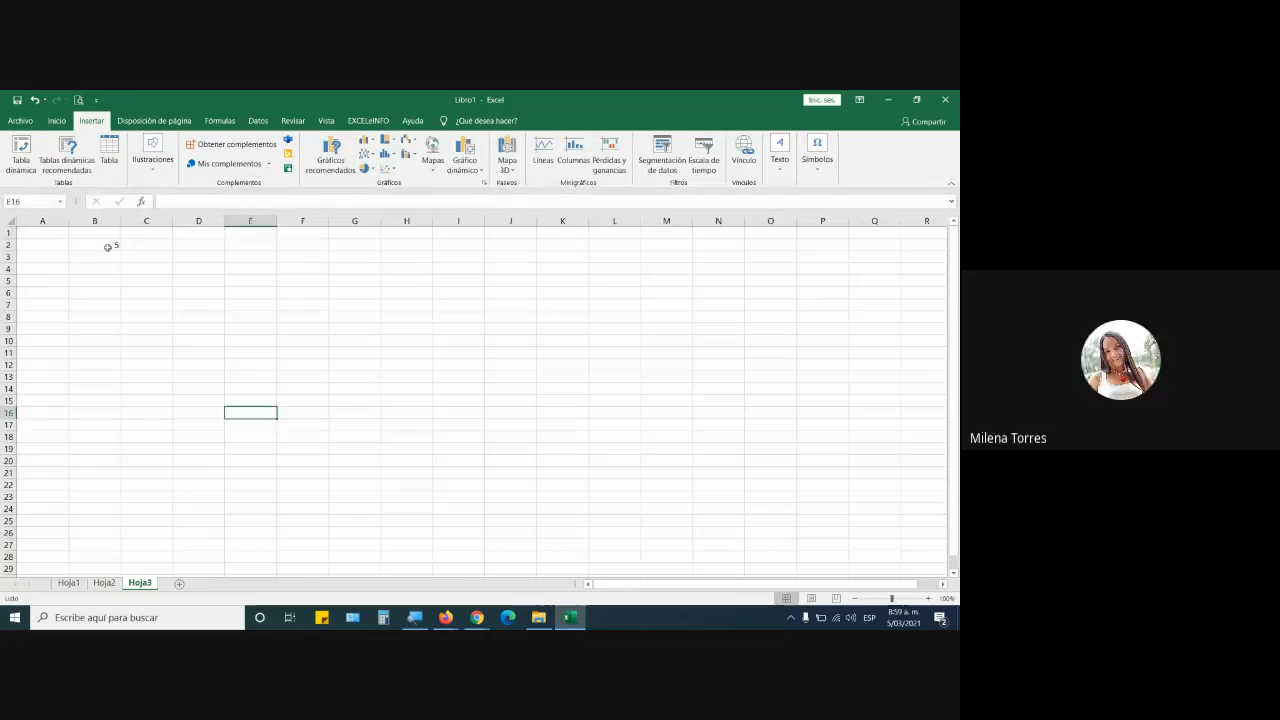 Libro1 - Excel
Inic. ses.
Archivo Inicio Insertar Disposición de página Fórmulas Datos Revisar Vista EXCELeINFO Ayuda ¿Qué desea hacer? Compartir
Tabla dinámica
Tablas dinámicas recomendadas
Tabla
Tablas
Ilustraciones
Obtener complementos
Mis complementos
Complementos
Gráficos recomendados
Mapas
Gráfico dinámico
Gráficos
Mapa 3D
Paseos
Líneas
Columnas
Pérdidas y ganancias
Minigráficos
Segmentación de datos
Escala de tiempo
Filtros
Vínculo
Vínculos
Texto
Símbolos
E16 fx
A B C D E F G H I J K L M N O P Q R
1
2 5
3
4
5
6
7
8
9
10
11
12
13
14
15
16
17
18
19
20
21
22
23
24
25
26
27
28
29
Hoja1 Hoja2 Hoja3
Listo
100%
Escribe aquí para buscar
ESP
8:59 a. m.
5/03/2021
2
Milena Torres